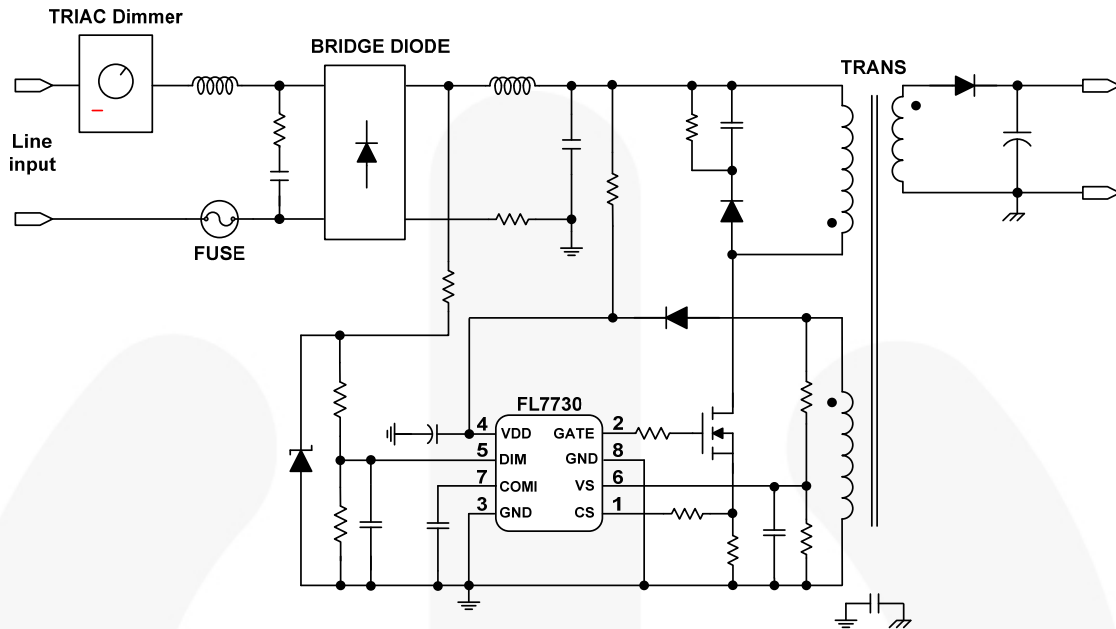 TRIAC Dimmer
BRIDGE DIODE
TRANS
Line
input
FUSE
FL7730
4
VDD
GATE
2
5
DIM
GND
8
7
COMI
VS
6
3
GND
CS
1